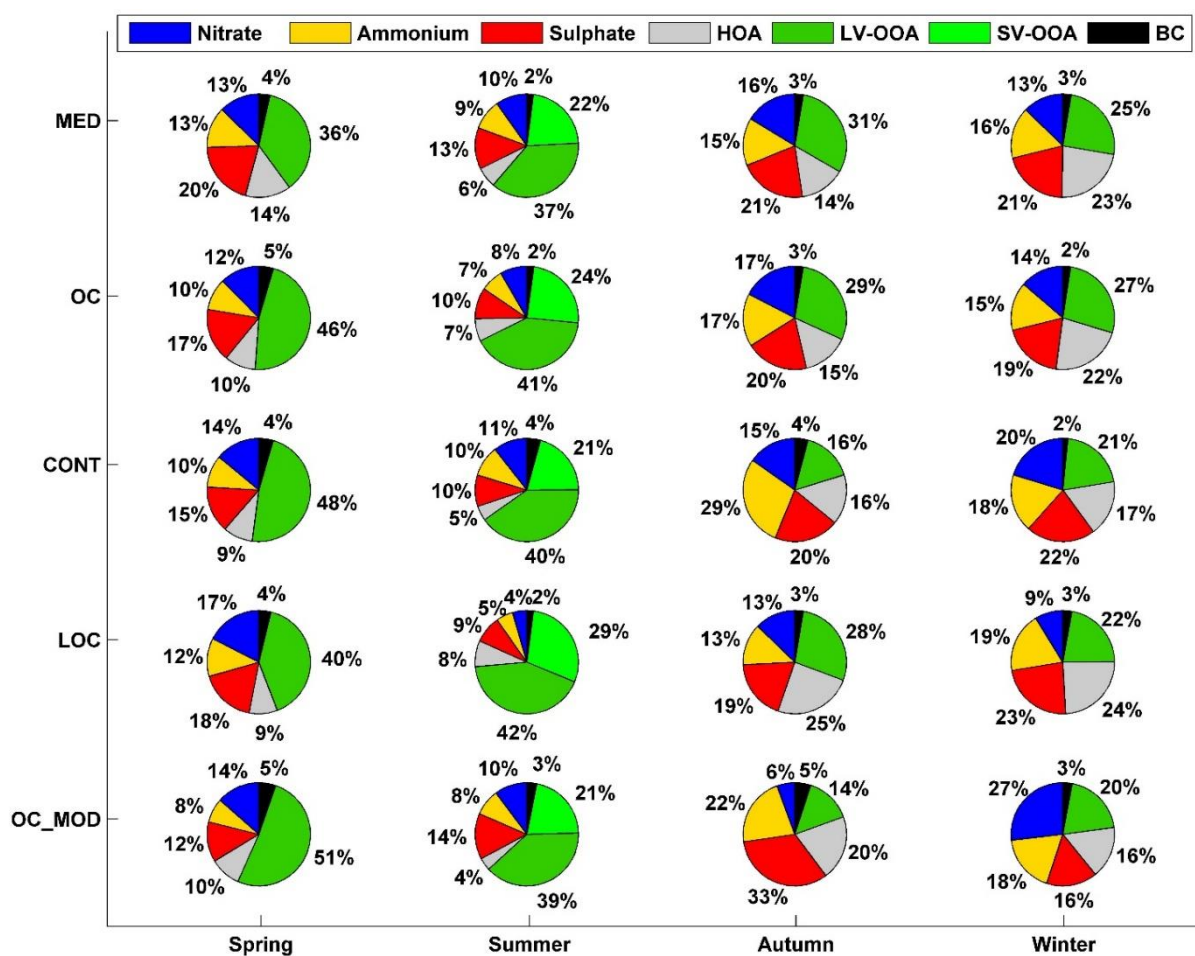 Nitrate Ammonium Sulphate HOA LV-OOA SV-OOA BC
13% 4% 10% 2% 16% 3% 13% 3%
13% 36% 9% 22% 15% 31% 16% 25%
MED
20% 14% 13% 6% 37% 21% 14% 21% 23%
12% 5% 8% 2% 17% 3% 14% 2%
10% 46% 7% 24% 17% 29% 15% 27%
OC
17% 10% 10% 7% 41% 20% 15% 19% 22%
14% 4% 11% 4% 15% 4% 20% 2%
10% 48% 10% 21% 16% 21%
CONT
15% 9% 10% 5% 40% 29% 20% 16% 18% 22% 17%
17% 4% 5% 4% 2% 13% 3% 9% 3%
12% 40% 9% 29% 13% 28% 19% 22%
LOC
18% 9% 8% 42% 19% 25% 23% 24%
14% 5% 10% 3% 6% 5% 27% 3%
8% 51% 8% 21% 22% 14% 20%
OC_MOD
12% 10% 14% 4% 39% 33% 20% 18% 16% 16%
Spring Summer Autumn Winter